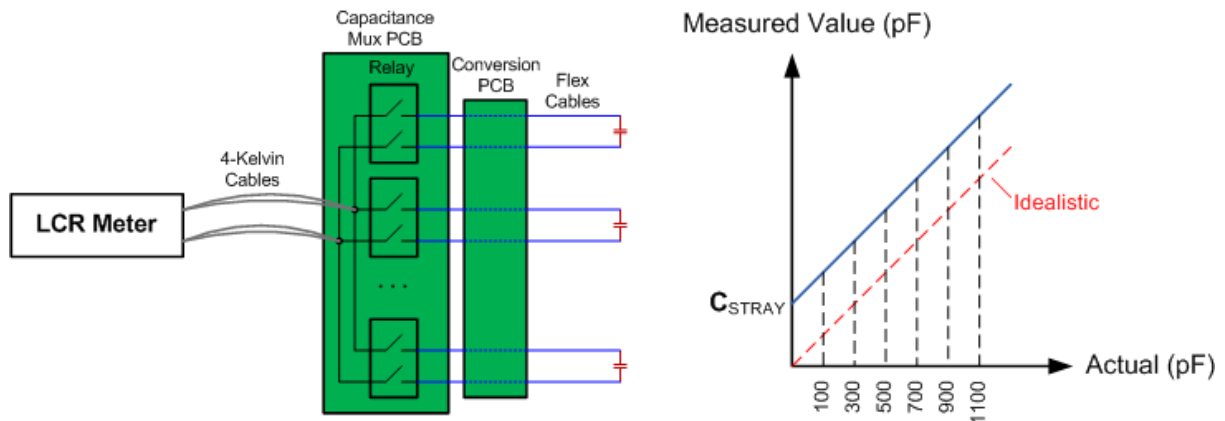 Capacitance
Mux PCB
Relay
Conversion
PCB
Flex
Cables
4-Kelvin
Cables
LCR Meter
...
Measured Value (pF)
Idealistic
CSTRAY
Actual (pF)
100
300
500
700
900
1100